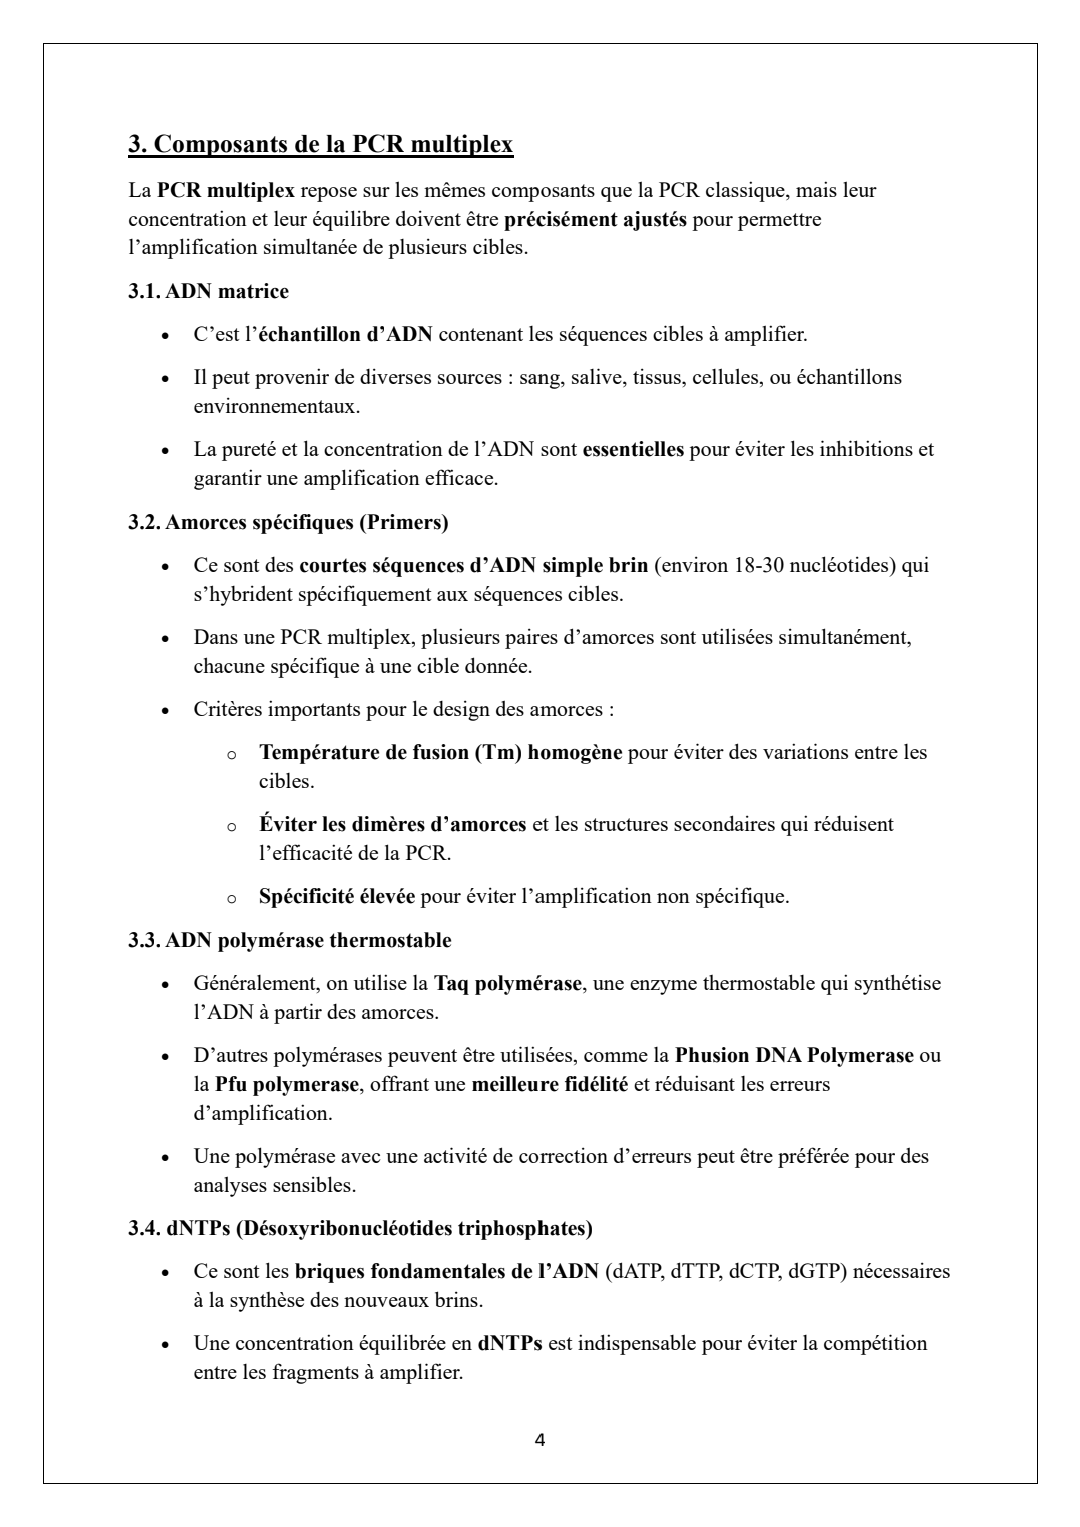 3. Composants de la PCR multiplex
La PCR multiplex repose sur les mêmes composants que la PCR classique, mais leur
concentration et leur équilibre doivent être précisément ajustés pour permettre
l’amplification simultanée de plusieurs cibles.
3.1. ADN matrice
• C’est l’échantillon d’ADN contenant les séquences cibles à amplifier.
• Il peut provenir de diverses sources : sang, salive, tissus, cellules, ou échantillons
environnementaux.
• La pureté et la concentration de l’ADN sont essentielles pour éviter les inhibitions et
garantir une amplification efficace.
3.2. Amorces spécifiques (Primers)
• Ce sont des courtes séquences d’ADN simple brin (environ 18-30 nucléotides) qui
s’hybrident spécifiquement aux séquences cibles.
• Dans une PCR multiplex, plusieurs paires d’amorces sont utilisées simultanément,
chacune spécifique à une cible donnée.
• Critères importants pour le design des amorces :
o Température de fusion (Tm) homogène pour éviter des variations entre les
cibles.
o Éviter les dimères d’amorces et les structures secondaires qui réduisent
l’efficacité de la PCR.
o Spécificité élevée pour éviter l’amplification non spécifique.
3.3. ADN polymérase thermostable
• Généralement, on utilise la Taq polymérase, une enzyme thermostable qui synthétise
l’ADN à partir des amorces.
• D’autres polymérases peuvent être utilisées, comme la Phusion DNA Polymerase ou
la Pfu polymerase, offrant une meilleure fidélité et réduisant les erreurs
d’amplification.
• Une polymérase avec une activité de correction d’erreurs peut être préférée pour des
analyses sensibles.
3.4. dNTPs (Désoxyribonucléotides triphosphates)
• Ce sont les briques fondamentales de l’ADN (dATP, dTTP, dCTP, dGTP) nécessaires
à la synthèse des nouveaux brins.
• Une concentration équilibrée en dNTPs est indispensable pour éviter la compétition
entre les fragments à amplifier.
4